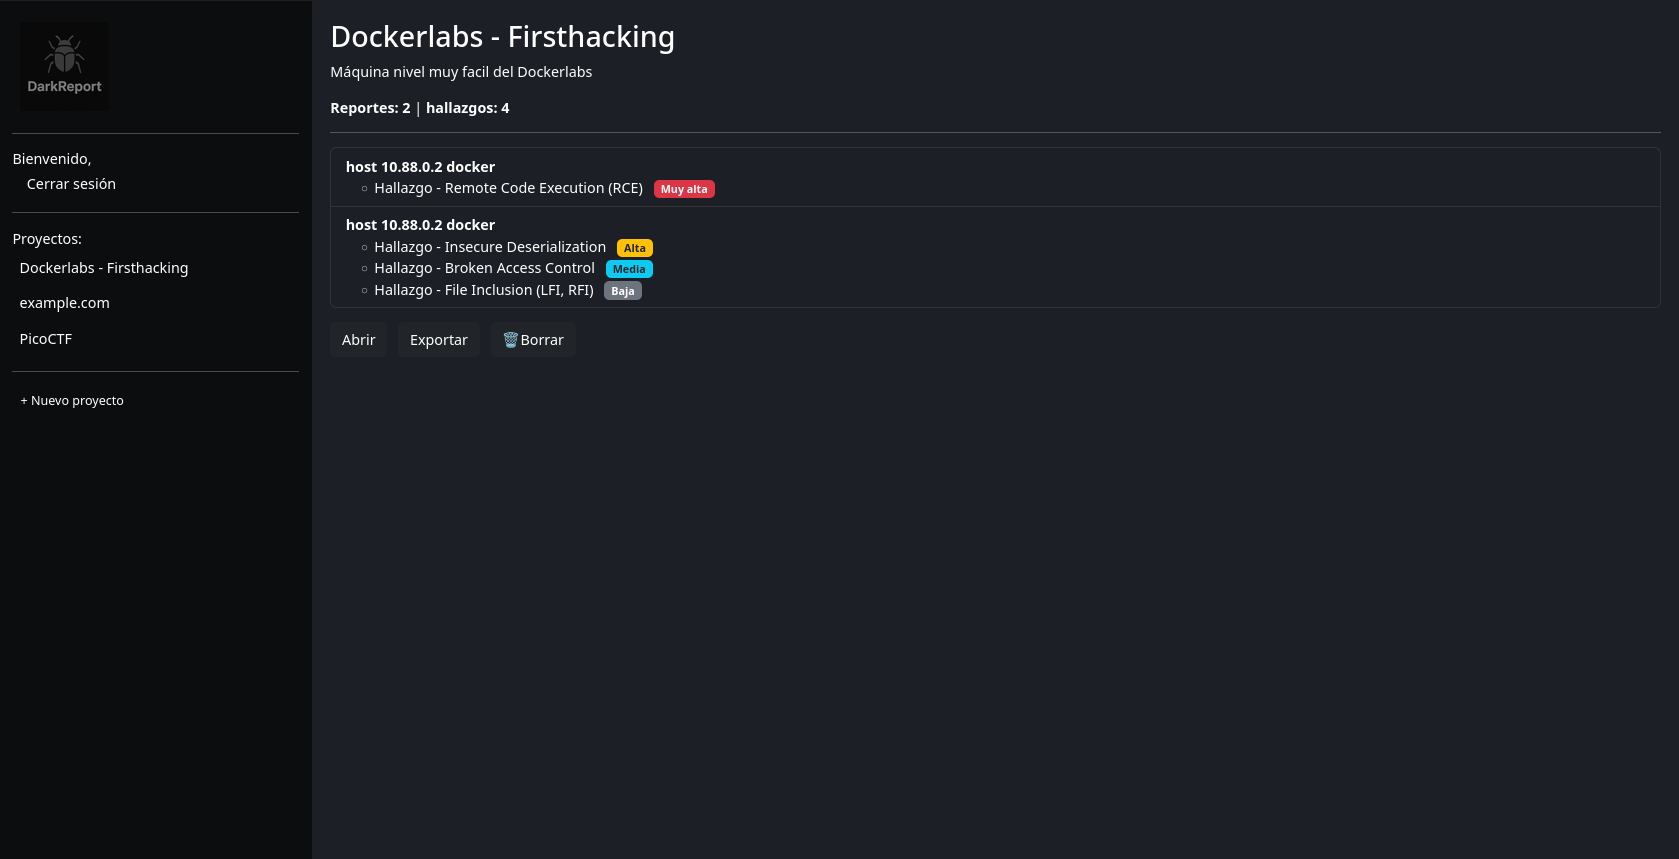 DarkReport
Bienvenido,
Cerrar sesión
Proyectos:
Dockerlabs - Firsthacking
example.com
PicoCTF
+ Nuevo proyecto
Dockerlabs - Firsthacking
Máquina nivel muy facil del Dockerlabs
Reportes: 2 | hallazgos: 4
host 10.88.0.2 docker
Hallazgo - Remote Code Execution (RCE) Muy alta
host 10.88.0.2 docker
Hallazgo - Insecure Deserialization Alta
Hallazgo - Broken Access Control Media
Hallazgo - File Inclusion (LFI, RFI) Baja
Abrir Exportar 🗑️Borrar